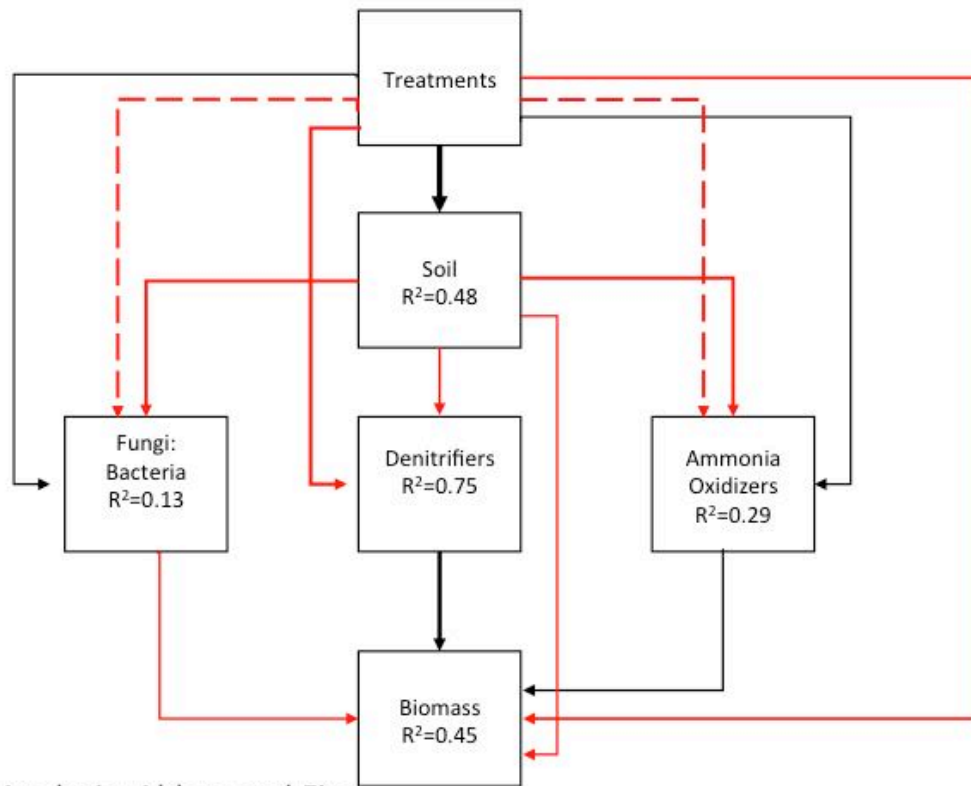 Treatments
Soil
R²=0.48
Fungi:
Bacteria
R²=0.13
Denitrifiers
R²=0.75
Ammonia
Oxidizers
R²=0.29
Biomass
R²=0.45